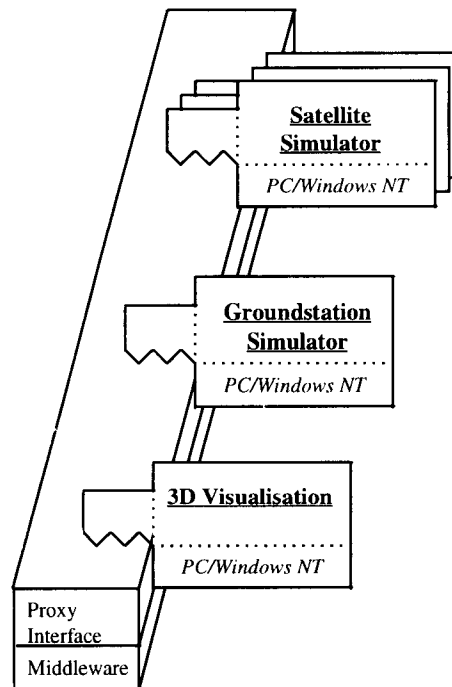 Satellite
Simulator
PC/Windows NT
Groundstation
Simulator
PC/Windows NT
3D Visualisation
PC/Windows NT
Proxy
Interface
Middleware